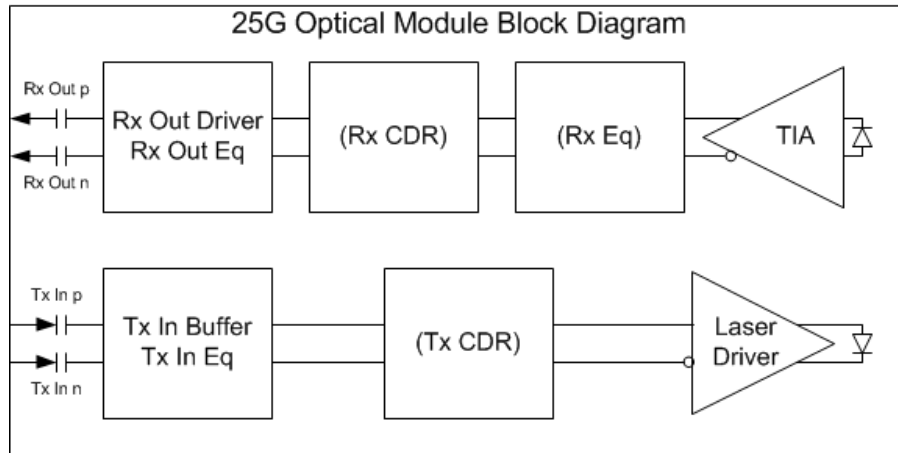 25G Optical Module Block Diagram
Rx Out p
Rx Out Driver
Rx Out Eq
(Rx CDR)
(Rx Eq)
TIA
Rx Out n
Tx In p
Tx In Buffer
Tx In Eq
(Tx CDR)
Laser
Driver
Tx In n